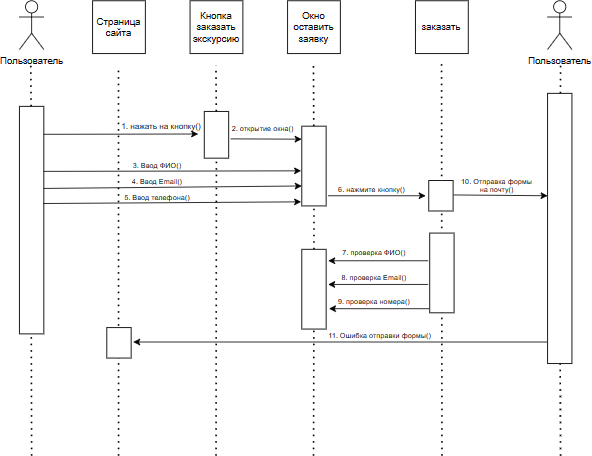 Пользователь
Страница
сайта
Кнопка
заказать
экскурсию
Окно
оставить
заявку
заказать
Пользователь
1. нажать на кнопку()
2. открытие окна()
3. Ввод ФИО()
4. Ввод Email()
5. Ввод телефона()
6. нажмите кнопку()
10. Отправка формы
на почту()
7. проверка ФИО()
8. проверка Email()
9. проверка номера()
11. Ошибка отправки формы()